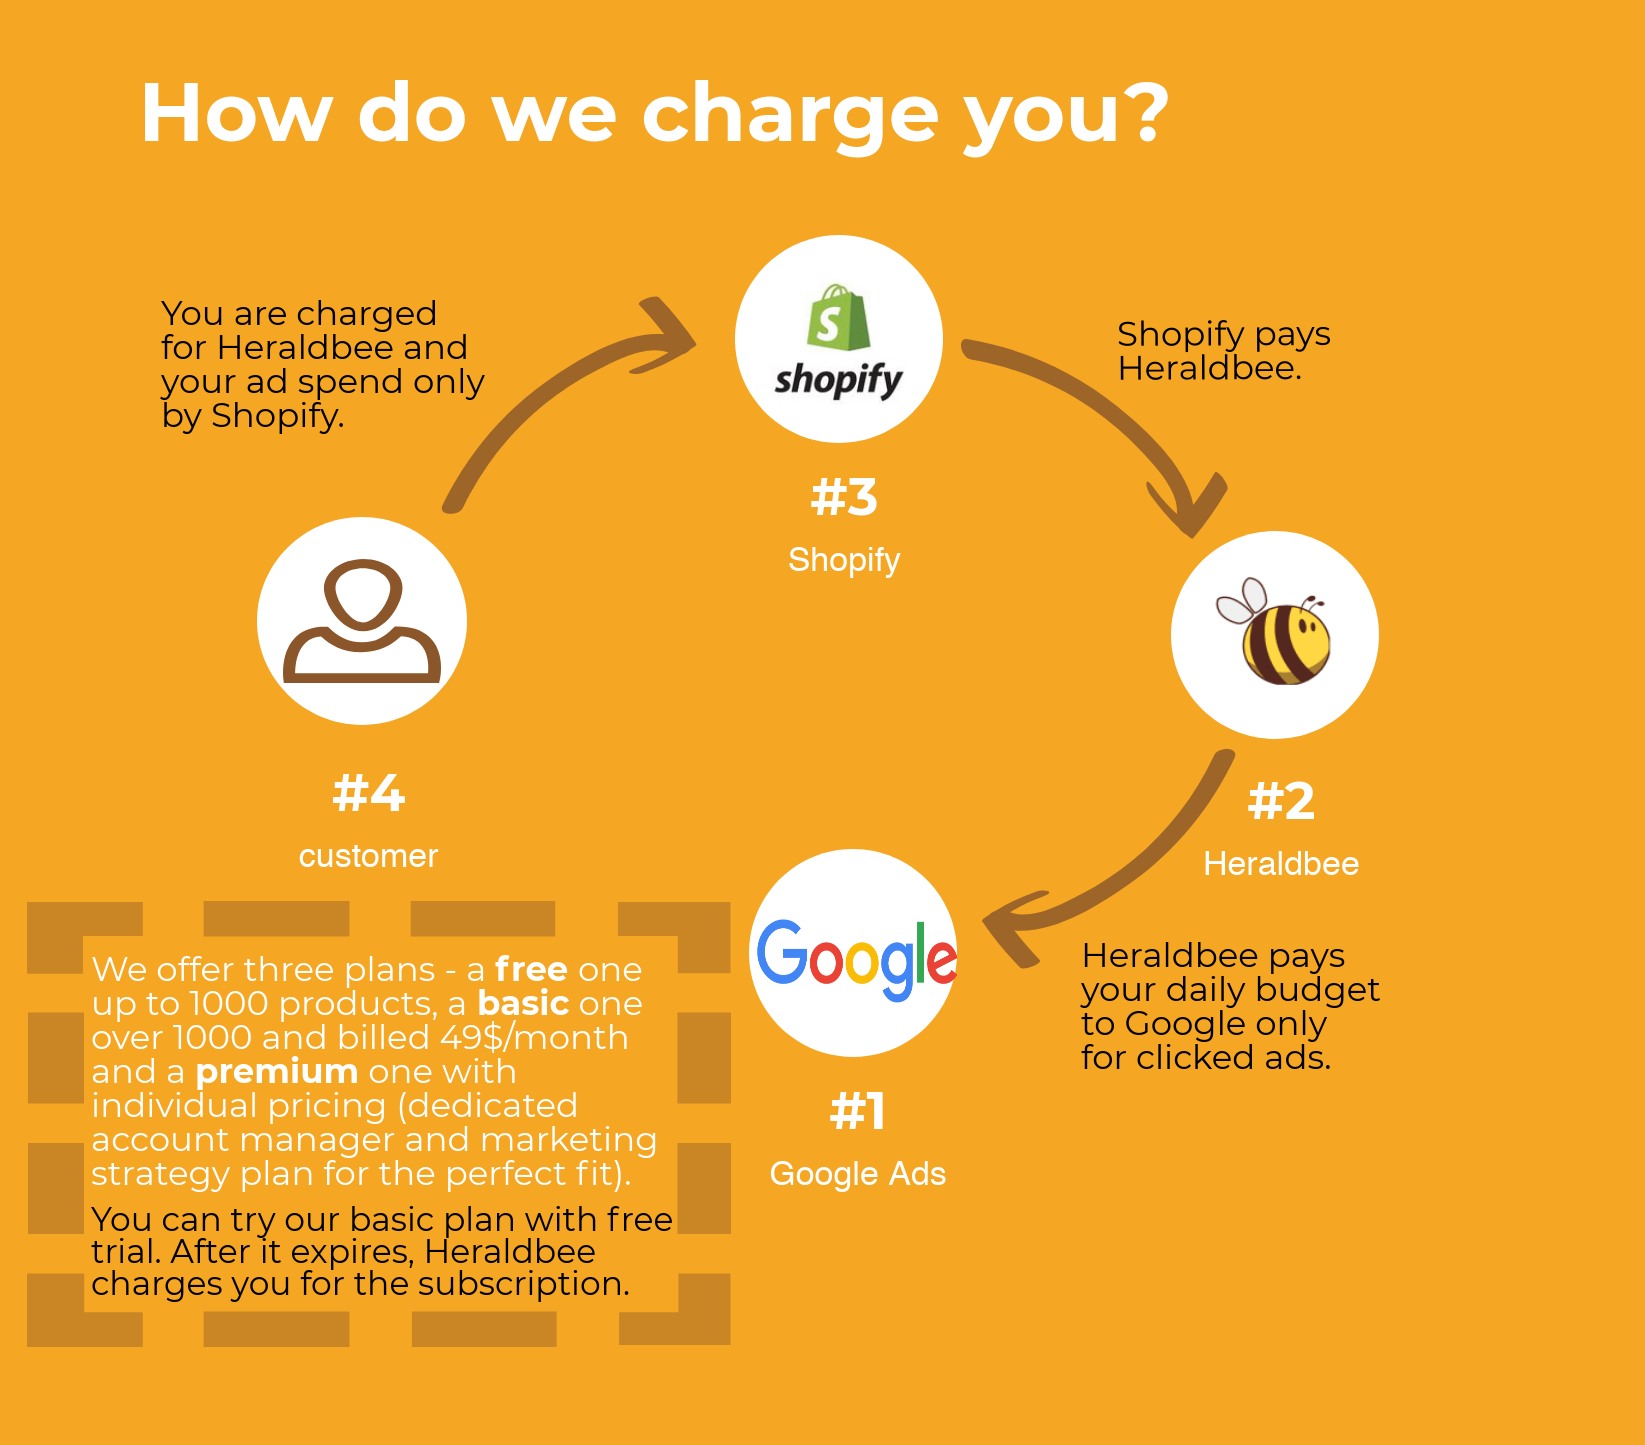 How do we charge you?
You are charged
for Heraldbee and
your ad spend only
by Shopify.
S
shopify
#3
Shopify
Shopify pays
Heraldbee.
#4
customer
#2
Heraldbee
Google
#1
Google Ads
Heraldbee pays
your daily budget
to Google only
for clicked ads.
We offer three plans - a free one
up to 1000 products, a basic one
over 1000 and billed 49$/month
and a premium one with
individual pricing (dedicated
account manager and marketing
strategy plan for the perfect fit).
You can try our basic plan with free
trial. After it expires, Heraldbee
charges you for the subscription.